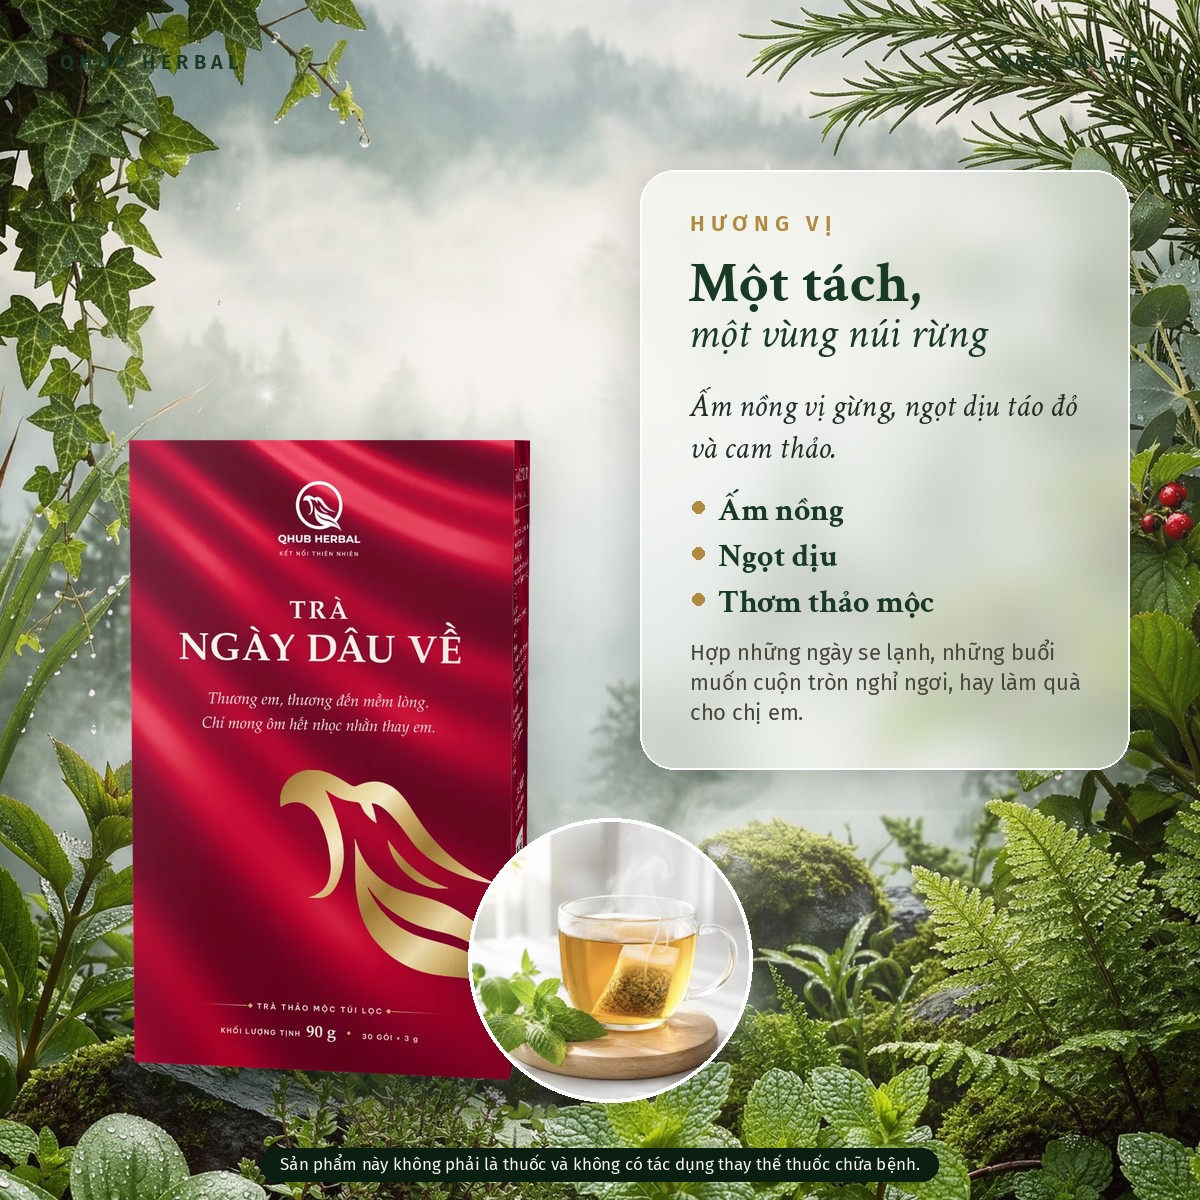 QHUB HERBAL
NGÀY DÂU VỀ
HƯƠNG VỊ
Một tách,
một vùng núi rừng
Ấm nồng vị gừng, ngọt dịu táo đỏ
và cam thảo.
Ấm nồng
Ngọt dịu
Thơm thảo mộc
Hợp những ngày se lạnh, những buổi
muốn cuộn tròn nghỉ ngơi, hay làm quà
cho chị em.
QHUB HERBAL
KẾT NỐI THIÊN NHIÊN
TRÀ
NGÀY DÂU VỀ
Thương em, thương đến mềm lòng.
Chỉ mong ôm hết nhọc nhằn thay em.
TRÀ THẢO MỘC TÚI LỌC
KHỐI LƯỢNG TỊNH 90 g • 30 GÓI × 3 g
Sản phẩm này không phải là thuốc và không có tác dụng thay thế thuốc chữa bệnh.